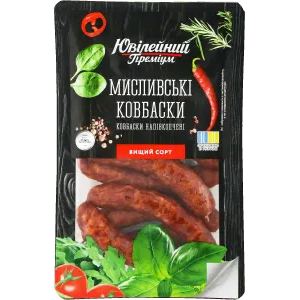 Ювілейний
Преміум
МИСЛИВСЬКІ
КОВБАСКИ
КОВБАСКИ НАПІВКОПЧЕНІ
ВИЩИЙ СОРТ